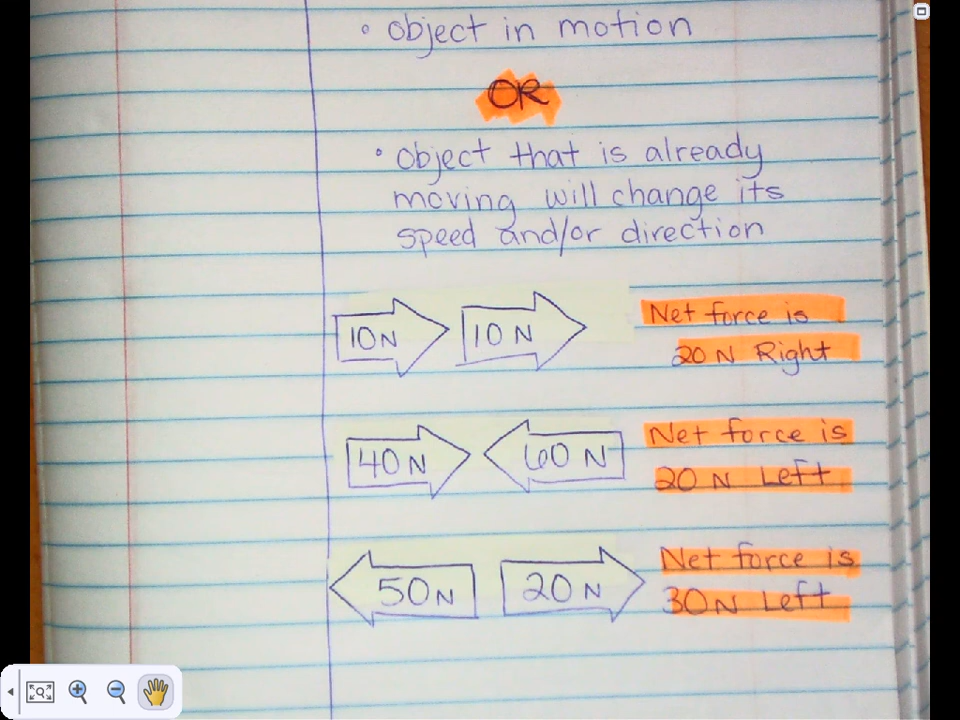 • object in motion
OR
• object that is already
moving will change its
speed and/or direction
10N 10 N Net force is
20 N Right
40 N 60 N Net force is
20 N Left
50N 20 N Net force is
30N Left